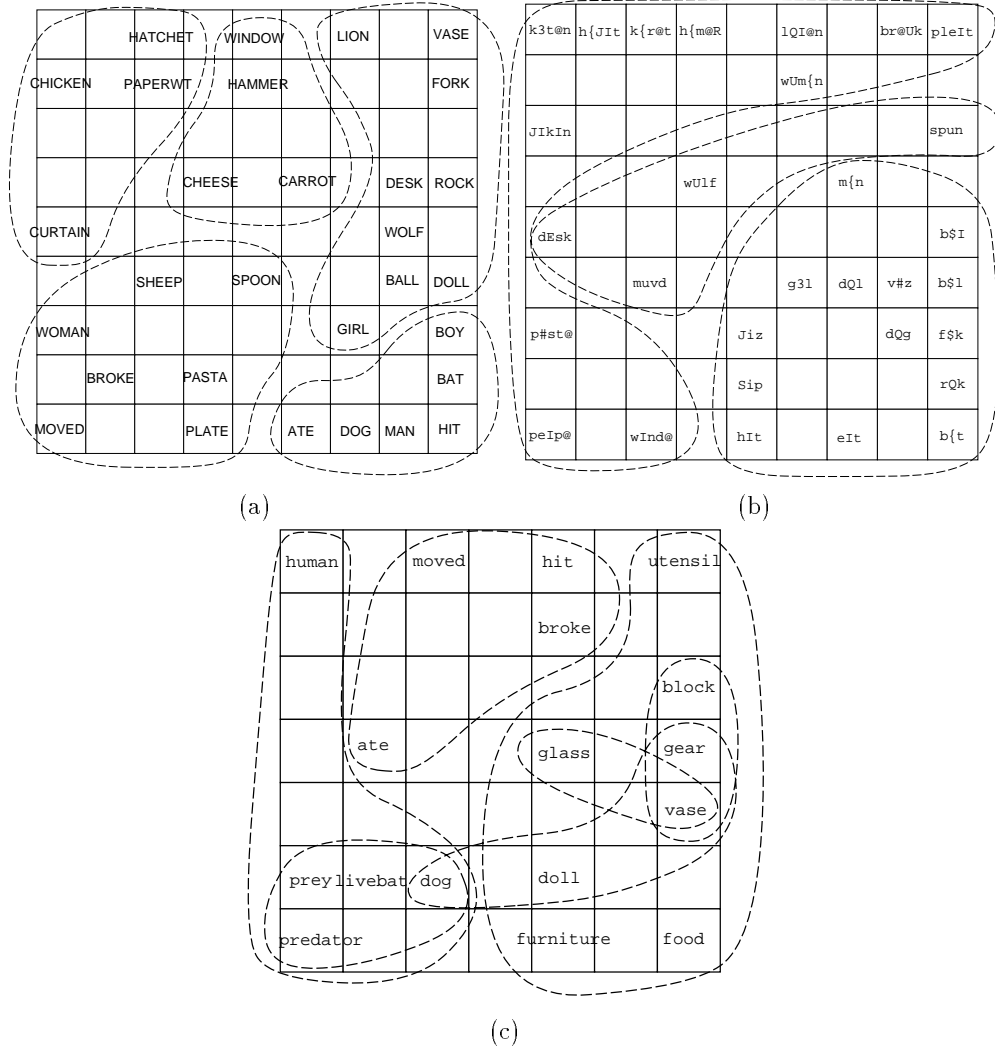 HATCHET WINDOW LION VASE
CHICKEN PAPERWT HAMMER FORK
CHEESE CARROT DESK ROCK
CURTAIN WOLF
SHEEP SPOON BALL DOLL
WOMAN GIRL BOY
BROKE PASTA BAT
MOVED PLATE ATE DOG MAN HIT
(a)
k3t@n h{JIt k{r@t h{m@R lQI@n br@Uk pleIt
wUm{n
JIkIn spun
wUlf m{n
dEsk b$I
muvd g3l dQl v#z b$l
p#st@ Jiz dQg f$k
Sip rQk
peIp@ wInd@ hIt eIt b{t
(b)
human moved hit utensil
broke
block
ate glass gear
vase
prey livebat dog doll
predator furniture food
(c)